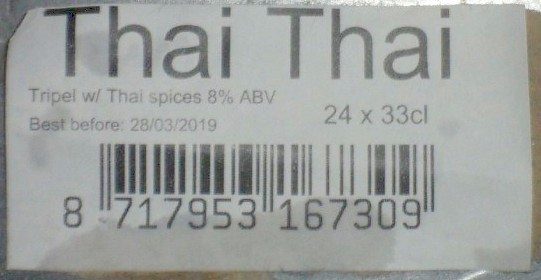 Thai Thai
Tripel w/ Thai spices 8% ABV
24 x 33cl
Best before: 28/03/2019
8 717953 167309